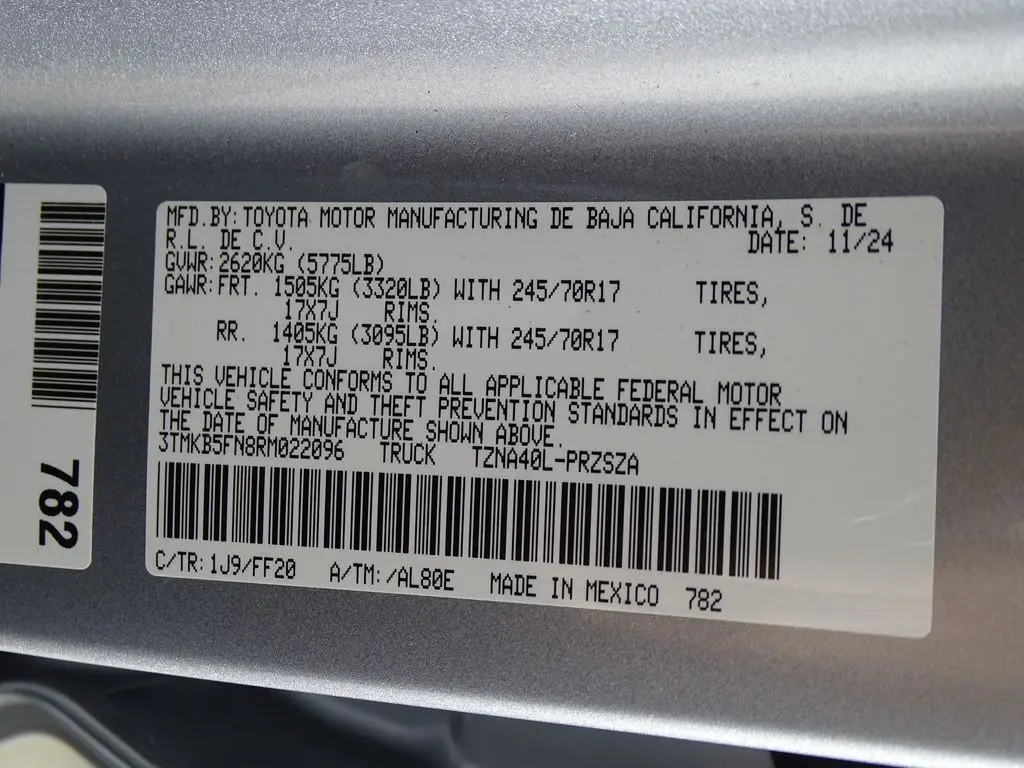 MFD.BY:TOYOTA MOTOR MANUFACTURING DE BAJA CALIFORNIA, S. DE
R.L. DE C.V. DATE: 11/24
GVWR:2620KG (5775LB)
GAWR:FRT. 1505KG (3320LB) WITH 245/70R17 TIRES,
17X7J RIMS.
RR. 1405KG (3095LB) WITH 245/70R17 TIRES,
17X7J RIMS.
THIS VEHICLE CONFORMS TO ALL APPLICABLE FEDERAL MOTOR
VEHICLE SAFETY AND THEFT PREVENTION STANDARDS IN EFFECT ON
THE DATE OF MANUFACTURE SHOWN ABOVE.
3TMKB5FN8RM022096 TRUCK TZNA40L-PRZSZA
C/TR:1J9/FF20 A/TM:/AL80E MADE IN MEXICO 782
782